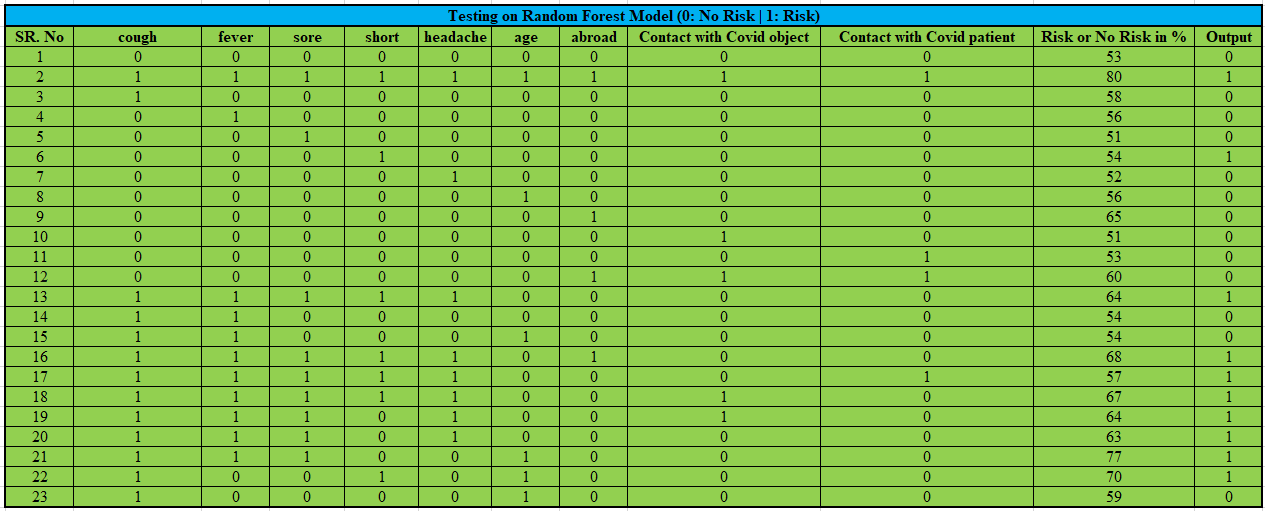 Testing on Random Forest Model (0: No Risk | 1: Risk)
SR. No cough fever sore short headache age abroad Contact with Covid object Contact with Covid patient Risk or No Risk in % Output
1 0 0 0 0 0 0 0 0 0 53 0
2 1 1 1 1 1 1 1 1 1 80 1
3 1 0 0 0 0 0 0 0 0 58 0
4 0 1 0 0 0 0 0 0 0 56 0
5 0 0 1 0 0 0 0 0 0 51 0
6 0 0 0 1 0 0 0 0 0 54 1
7 0 0 0 0 1 0 0 0 0 52 0
8 0 0 0 0 0 1 0 0 0 56 0
9 0 0 0 0 0 0 1 0 0 65 0
10 0 0 0 0 0 0 0 1 0 51 0
11 0 0 0 0 0 0 0 0 1 53 0
12 0 0 0 0 0 0 1 1 1 60 0
13 1 1 1 1 1 0 0 0 0 64 1
14 1 1 0 0 0 0 0 0 0 54 0
15 1 1 0 0 0 1 0 0 0 54 0
16 1 1 1 1 1 0 1 0 0 68 1
17 1 1 1 1 1 0 0 0 1 57 1
18 1 1 1 1 1 0 0 1 0 67 1
19 1 1 1 0 1 0 0 1 0 64 1
20 1 1 1 0 1 0 0 0 0 63 1
21 1 1 1 0 0 1 0 0 0 77 1
22 1 0 0 1 0 1 0 0 0 70 1
23 1 0 0 0 0 1 0 0 0 59 0